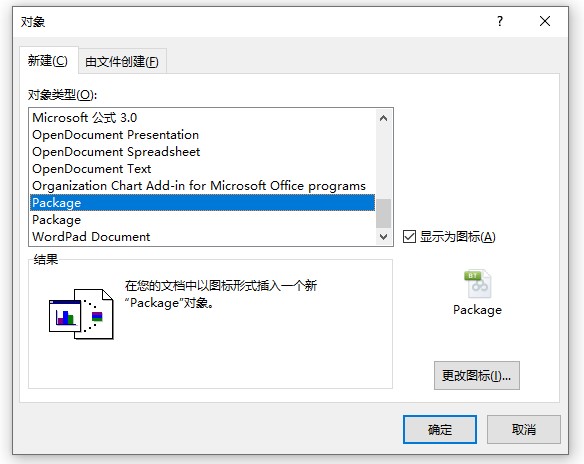 对象
?
新建(C)
由文件创建(F)
对象类型(O):
Microsoft 公式 3.0
OpenDocument Presentation
OpenDocument Spreadsheet
OpenDocument Text
Organization Chart Add-in for Microsoft Office programs
Package
Package
WordPad Document
显示为图标(A)
结果
在您的文档中以图标形式插入一个新
“Package”对象。
BT
Package
更改图标(I)...
确定
取消